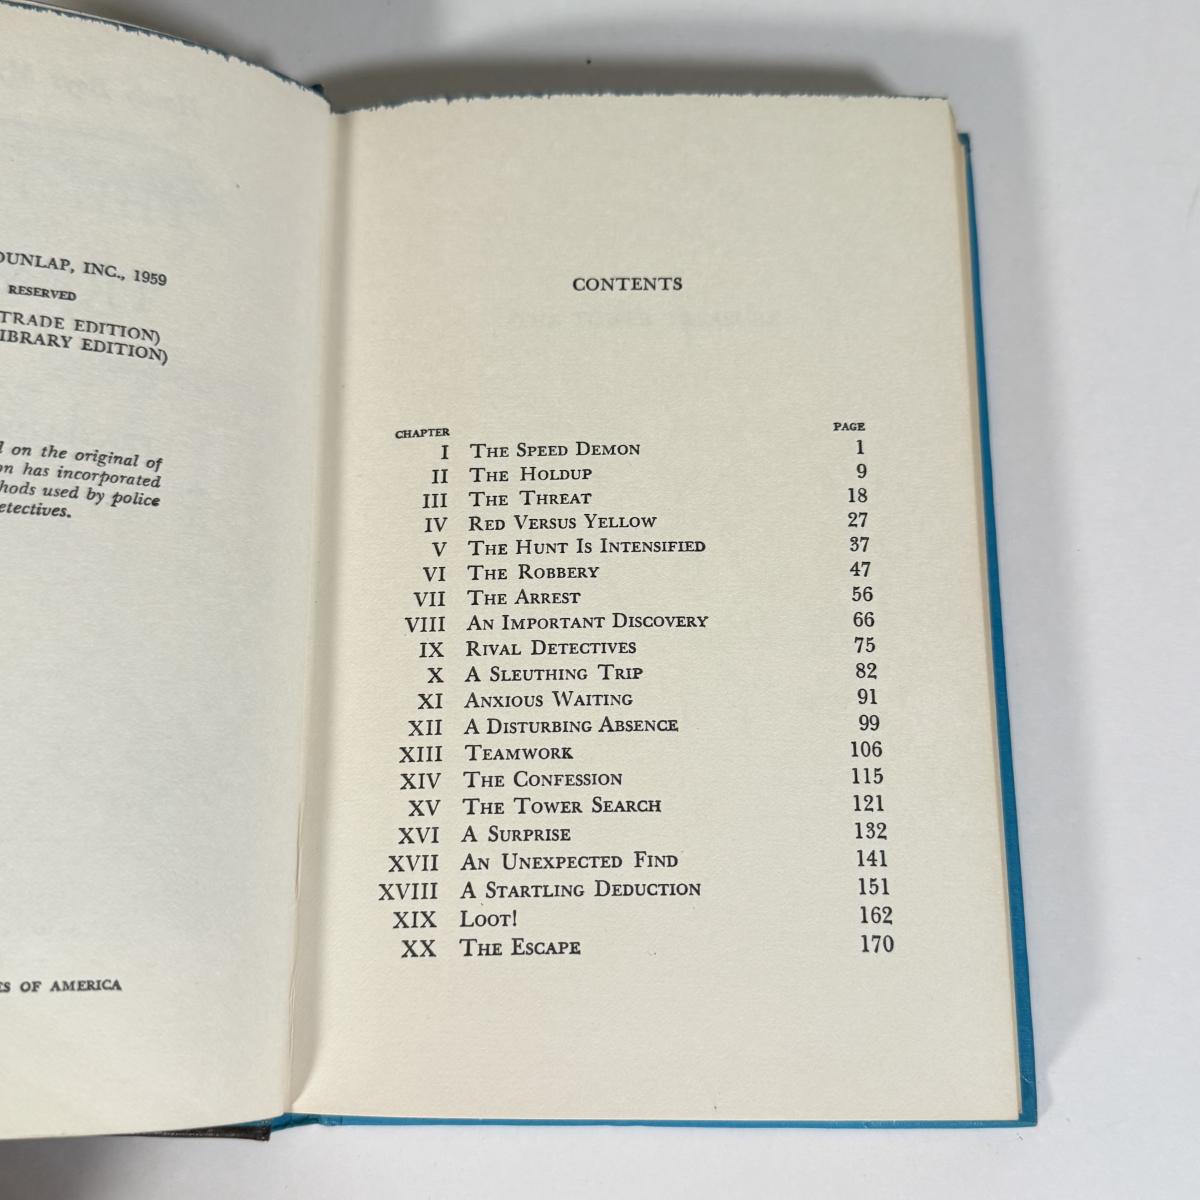 DUNLAP, INC., 1959
RESERVED
TRADE EDITION)
IBRARY EDITION)
on the original of
on has incorporated
hods used by police
etectives.
ES OF AMERICA
CONTENTS
CHAPTER PAGE
I THE SPEED DEMON 1
II THE HOLDUP 9
III THE THREAT 18
IV RED VERSUS YELLOW 27
V THE HUNT IS INTENSIFIED 37
VI THE ROBBERY 47
VII THE ARREST 56
VIII AN IMPORTANT DISCOVERY 66
IX RIVAL DETECTIVES 75
X A SLEUTHING TRIP 82
XI ANXIOUS WAITING 91
XII A DISTURBING ABSENCE 99
XIII TEAMWORK 106
XIV THE CONFESSION 115
XV THE TOWER SEARCH 121
XVI A SURPRISE 132
XVII AN UNEXPECTED FIND 141
XVIII A STARTLING DEDUCTION 151
XIX LOOT! 162
XX THE ESCAPE 170